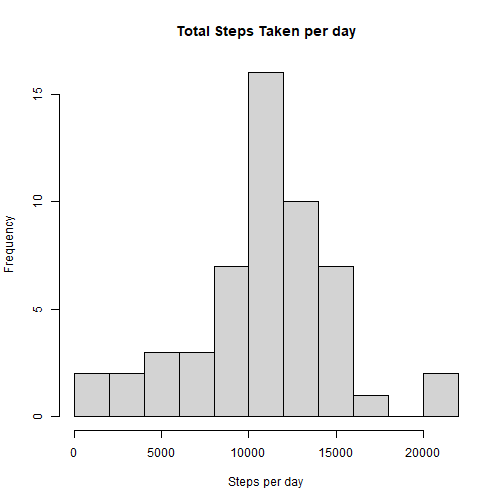 Total Steps Taken per day
Frequency
15
10
5
0
0 5000 10000 15000 20000
Steps per day